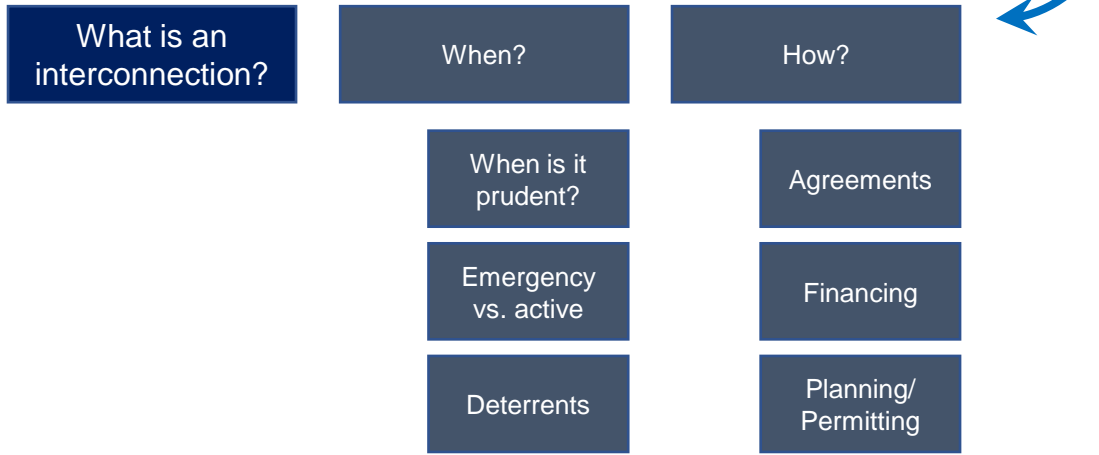 What is an
interconnection?
When?
How?
When is it
prudent?
Agreements
Emergency
vs. active
Financing
Deterrents
Planning/
Permitting